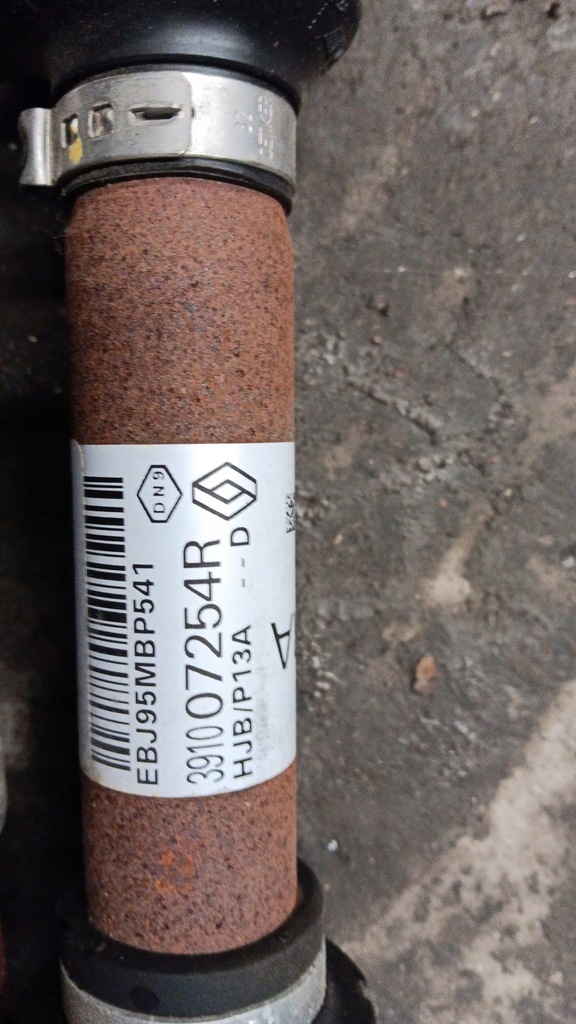 EBJ95MBP541
DN9
391007254R
HJB/P13A -- D
A